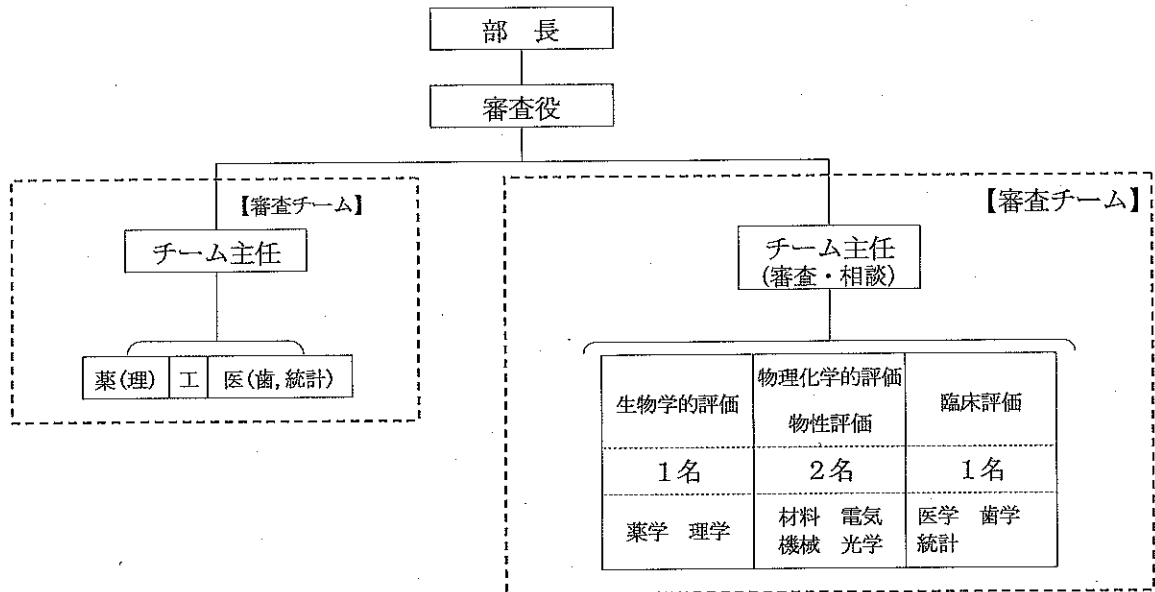 部 長
審査役
【審査チーム】
チーム主任
薬(理) 工 医(歯,統計)
【審査チーム】
チーム主任
(審査・相談)
生物学的評価
物理化学的評価
物性評価
臨床評価
1名 2名 1名
薬学 理学
材料 電気
機械 光学
医学 歯学
統計